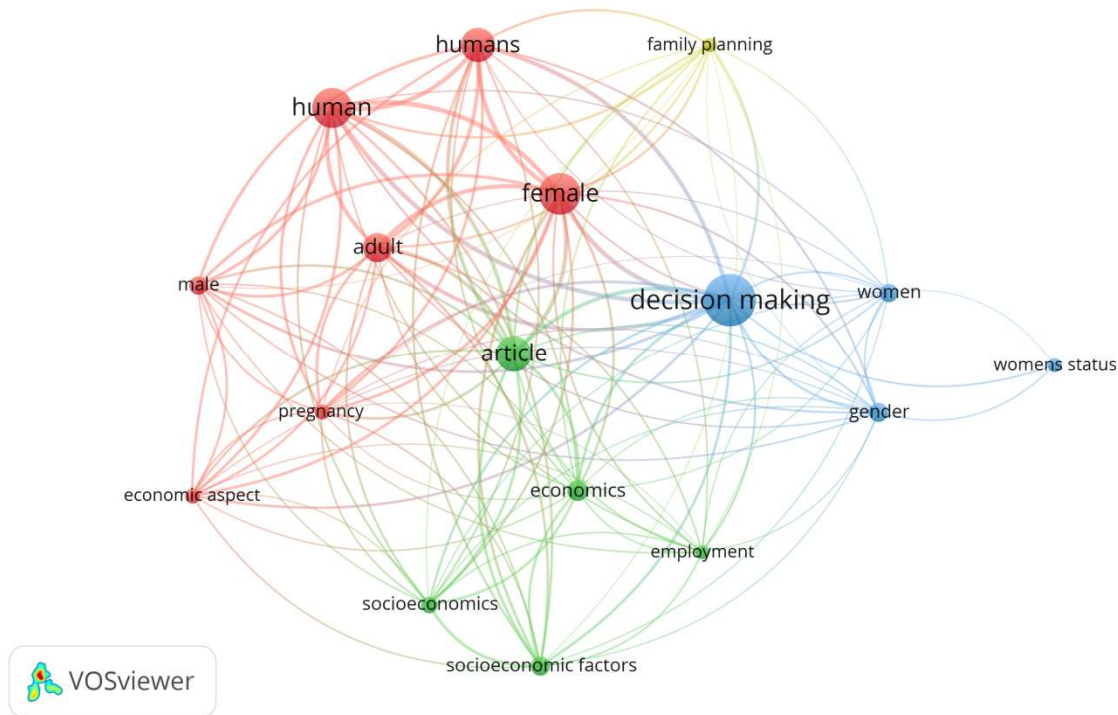 humans
family planning
human
female
adult
male
decision making
women
article
womens status
pregnancy
gender
economics
economic aspect
employment
socioeconomics
socioeconomic factors
VOSviewer